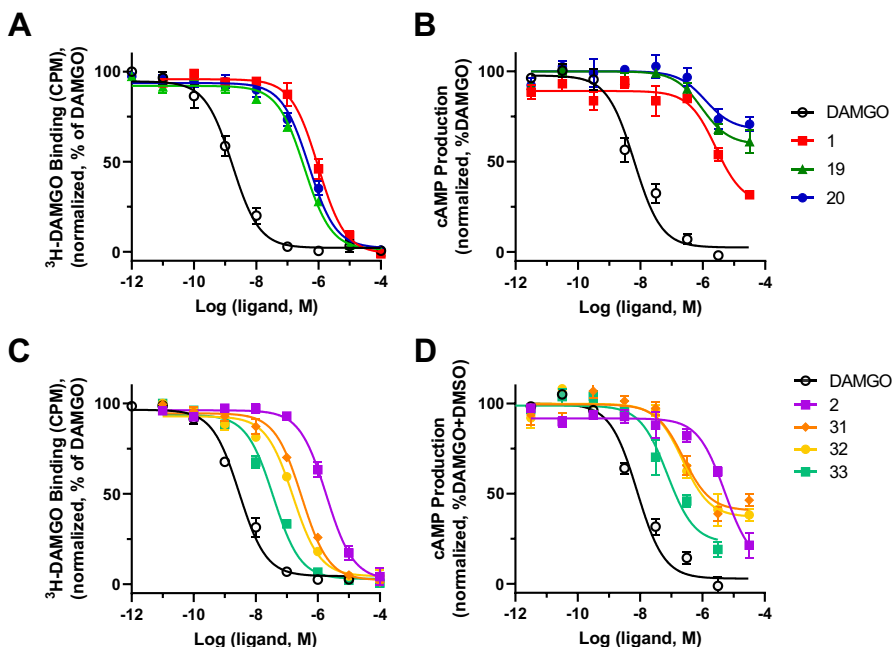 A
³H-DAMGO Binding (CPM),
(normalized, % of DAMGO)
100
50
0
-12 -10 -8 -6 -4
Log (ligand, M)
B
cAMP Production
(normalized, %DAMGO)
100
50
0
-12 -10 -8 -6 -4
Log (ligand, M)
DAMGO
1
19
20
C
³H-DAMGO Binding (CPM),
(normalized, % of DAMGO)
100
50
0
-12 -10 -8 -6 -4
Log (ligand, M)
D
cAMP Production
(normalized, %DAMGO+DMSO)
100
50
0
-12 -10 -8 -6 -4
Log (ligand, M)
DAMGO
2
31
32
33